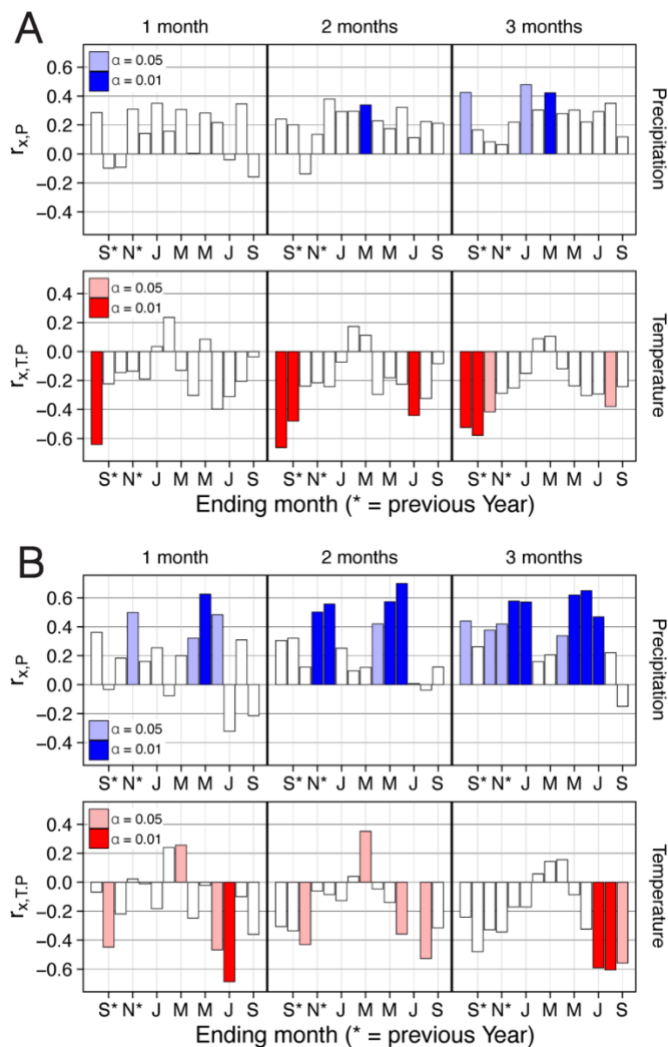 A
1 month 2 months 3 months
α = 0.05
α = 0.01
0.6
0.4
0.2
0.0
−0.2
−0.4
rx,P
Precipitation
S* N* J M M J S S* N* J M M J S S* N* J M M J S
α = 0.05
α = 0.01
0.4
0.2
0.0
−0.2
−0.4
−0.6
rx,T.P
Temperature
S* N* J M M J S S* N* J M M J S S* N* J M M J S
Ending month (* = previous Year)
B
1 month 2 months 3 months
0.6
0.4
0.2
0.0
−0.2
−0.4
rx,P
Precipitation
α = 0.05
α = 0.01
S* N* J M M J S S* N* J M M J S S* N* J M M J S
α = 0.05
α = 0.01
0.4
0.2
0.0
−0.2
−0.4
−0.6
rx,T.P
Temperature
S* N* J M M J S S* N* J M M J S S* N* J M M J S
Ending month (* = previous Year)